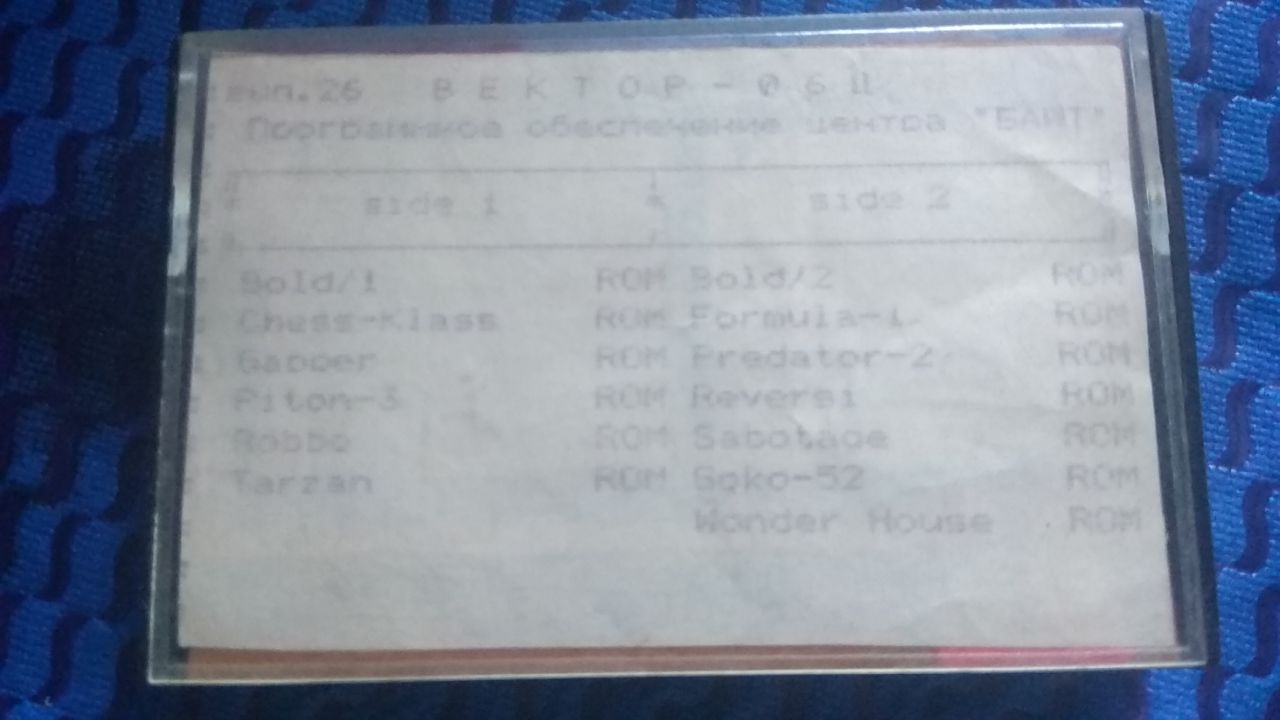 вып.26 В Е К Т О Р - 0 6 Ц
Программное обеспечение центра "БАЙТ"
side 1 side 2
Bold/1 ROM Bold/2 ROM
Chess-Klass ROM Formula-1 ROM
Gapper ROM Predator-2 ROM
Piton-3 ROM Reversi ROM
Robbo ROM Sabotage ROM
Tarzan ROM Soko-52 ROM
Wonder House ROM